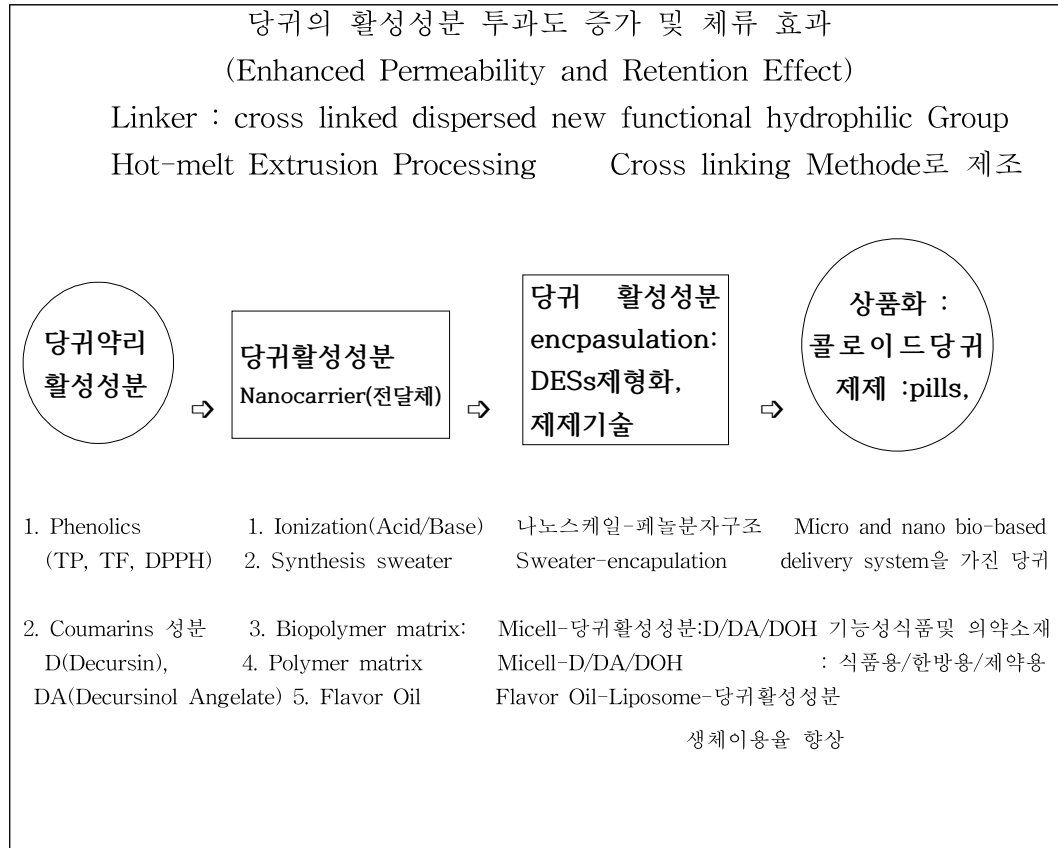 당귀의 활성성분 투과도 증가 및 체류 효과
(Enhanced Permeability and Retention Effect)
Linker : cross linked dispersed new functional hydrophilic Group
Hot-melt Extrusion Processing Cross linking Methode로 제조
당귀약리
활성성분
⇨
당귀활성성분
Nanocarrier(전달체)
⇨
당귀 활성성분
encpasulation:
DESs제형화,
제제기술
⇨
상품화 :
콜로이드당귀
제제 :pills,
1. Phenolics 1. Ionization(Acid/Base) 나노스케일-페놀분자구조 Micro and nano bio-based
(TP, TF, DPPH) 2. Synthesis sweater Sweater-encapulation delivery system을 가진 당귀
2. Coumarins 성분 3. Biopolymer matrix: Micell-당귀활성성분:D/DA/DOH 기능성식품및 의약소재
D(Decursin), 4. Polymer matrix Micell-D/DA/DOH : 식품용/한방용/제약용
DA(Decursinol Angelate) 5. Flavor Oil Flavor Oil-Liposome-당귀활성성분
생체이용율 향상